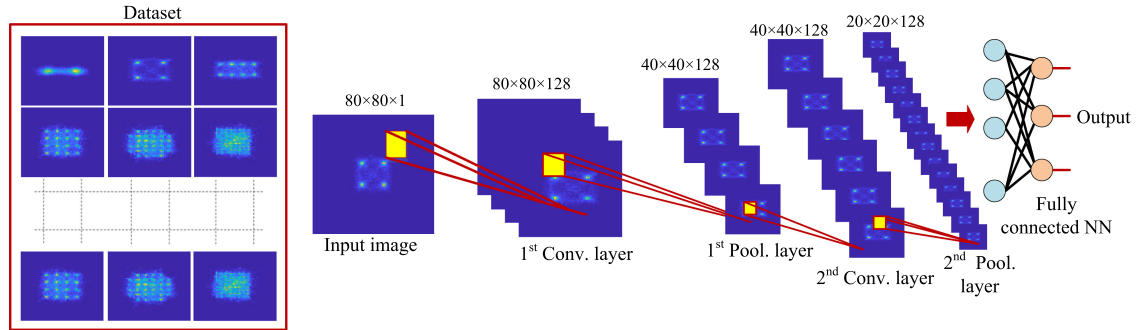 Dataset
80×80×1
Input image
80×80×128
1st Conv. layer
40×40×128
1st Pool. layer
40×40×128
2nd Conv. layer
20×20×128
2nd Pool.
layer
Output
Fully
connected NN